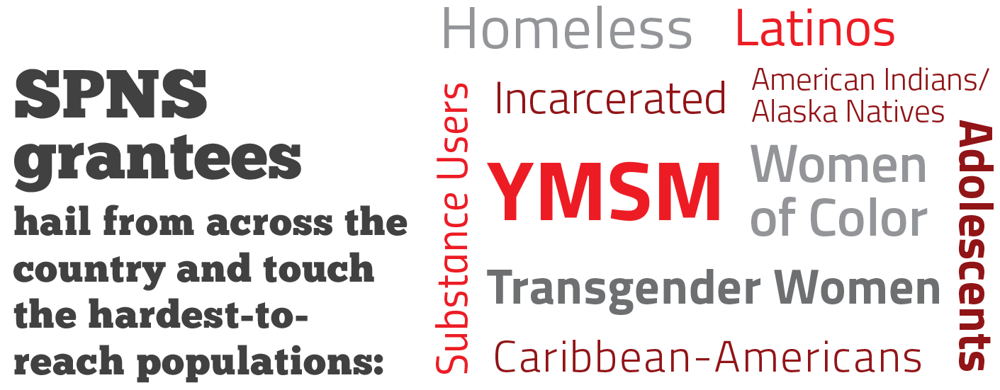 SPNS
grantees
hail from across the
country and touch
the hardest-to-
reach populations:
Homeless
Latinos
Substance Users
Incarcerated
American Indians/
Alaska Natives
YMSM
Women
of Color
Adolescents
Transgender Women
Caribbean-Americans